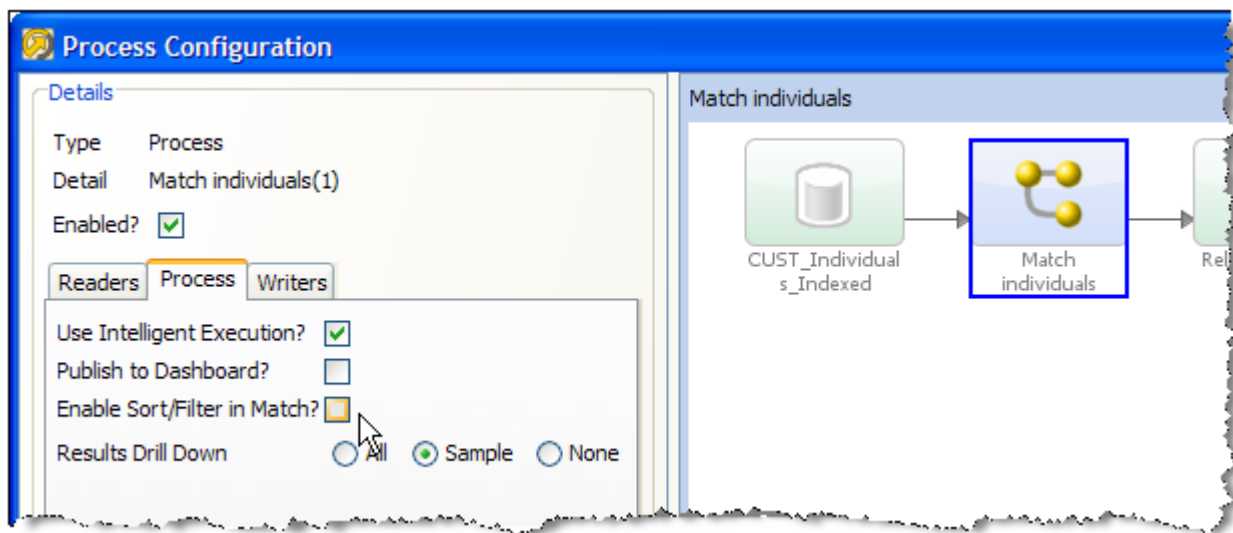 Process Configuration
Details
Type Process
Detail Match individuals(1)
Enabled?
Readers Process Writers
Use Intelligent Execution?
Publish to Dashboard?
Enable Sort/Filter in Match?
Results Drill Down All Sample None
Match individuals
CUST_Individual
s_Indexed
Match
individuals
Rel